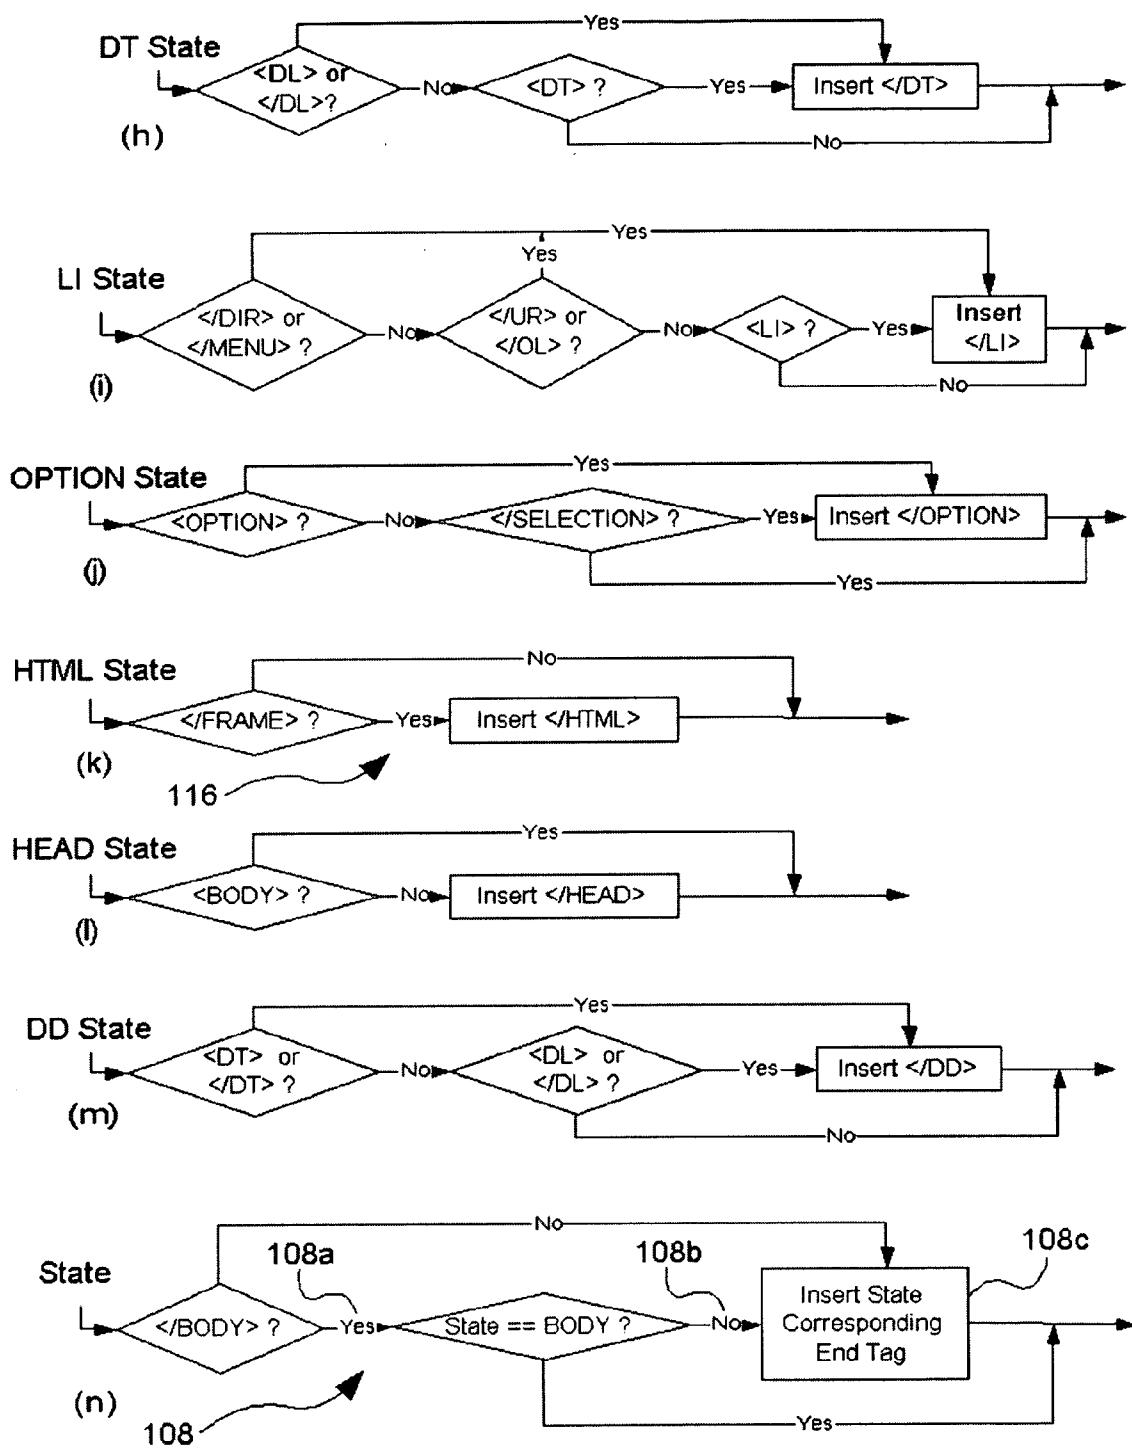 Yes
DT State
<DL> or
</DL>?
No
<DT> ?
Yes
Insert </DT>
(h)
No
Yes
Yes
LI State
</DIR> or
</MENU> ?
No
</UR> or
</OL> ?
No
<LI> ?
Yes
Insert
</LI>
(i)
No
Yes
OPTION State
<OPTION> ?
No
</SELECTION> ?
Yes
Insert </OPTION>
(j)
Yes
No
HTML State
</FRAME> ?
Yes
Insert </HTML>
(k)
116
Yes
HEAD State
<BODY> ?
No
Insert </HEAD>
(l)
Yes
DD State
<DT> or
</DT> ?
No
<DL> or
</DL> ?
Yes
Insert </DD>
(m)
No
No
108a
108b
108c
State
</BODY> ?
Yes
State == BODY ?
No
Insert State
Corresponding
End Tag
(n)
108
Yes